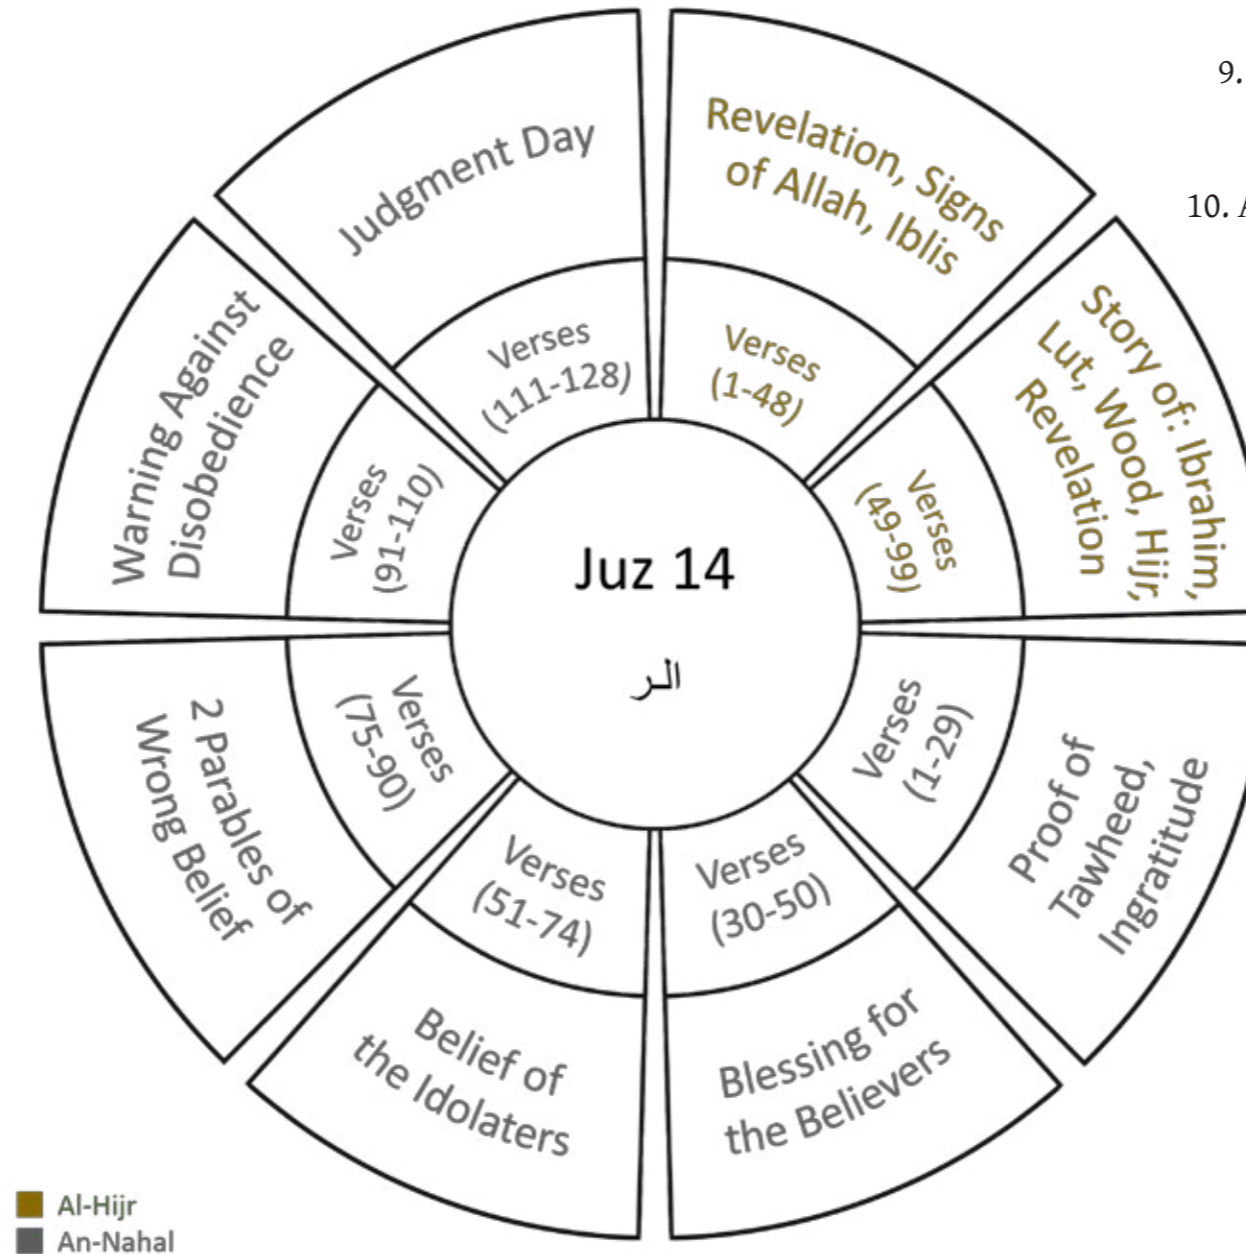 Juz 14
الر
Revelation, Signs
of Allah, Iblis
Verses
(1-48)
Story of: Ibrahim,
Lut, Wood, Hijr,
Revelation
Verses
(49-99)
Proof of
Tawheed,
Ingratitude
Verses
(1-29)
Blessing for
the Believers
Verses
(30-50)
Belief of
the Idolaters
Verses
(51-74)
2 Parables of
Wrong Belief
Verses
(75-90)
Warning Against
Disobedience
Verses
(91-110)
Judgment Day
Verses
(111-128)
9.
10. A
Al-Hijr
An-Nahal